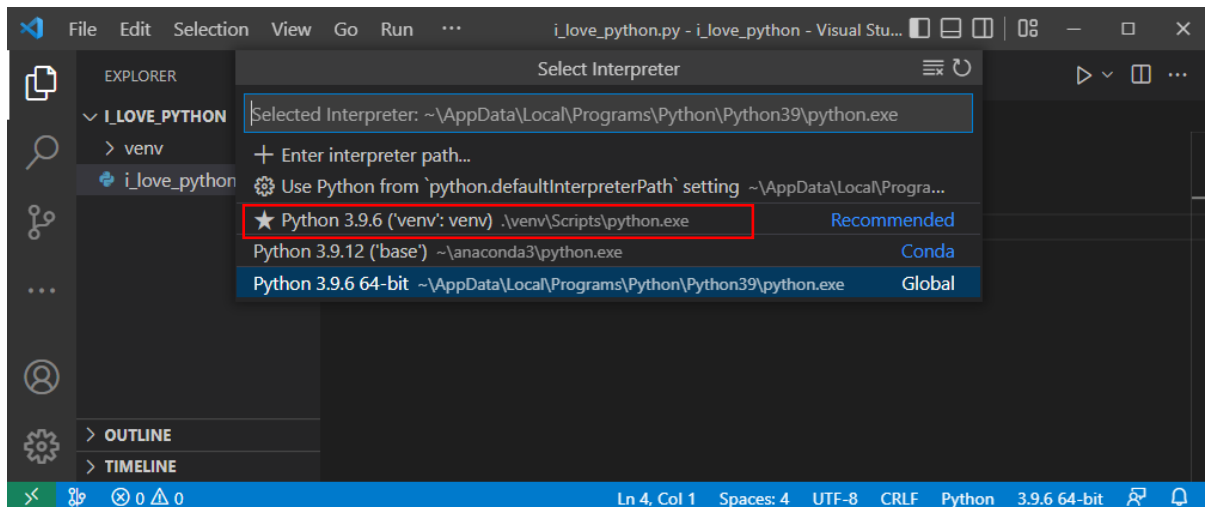 File Edit Selection View Go Run ··· i_love_python.py - i_love_python - Visual Stu...
EXPLORER
Select Interpreter
I_LOVE_PYTHON
Selected Interpreter: ~\AppData\Local\Programs\Python\Python39\python.exe
venv
+ Enter interpreter path...
i_love_python
Use Python from `python.defaultInterpreterPath` setting ~\AppData\Local\Progra...
★ Python 3.9.6 ('venv': venv) .\venv\Scripts\python.exe Recommended
Python 3.9.12 ('base') ~\anaconda3\python.exe Conda
Python 3.9.6 64-bit ~\AppData\Local\Programs\Python\Python39\python.exe Global
OUTLINE
TIMELINE
0 0 Ln 4, Col 1 Spaces: 4 UTF-8 CRLF Python 3.9.6 64-bit